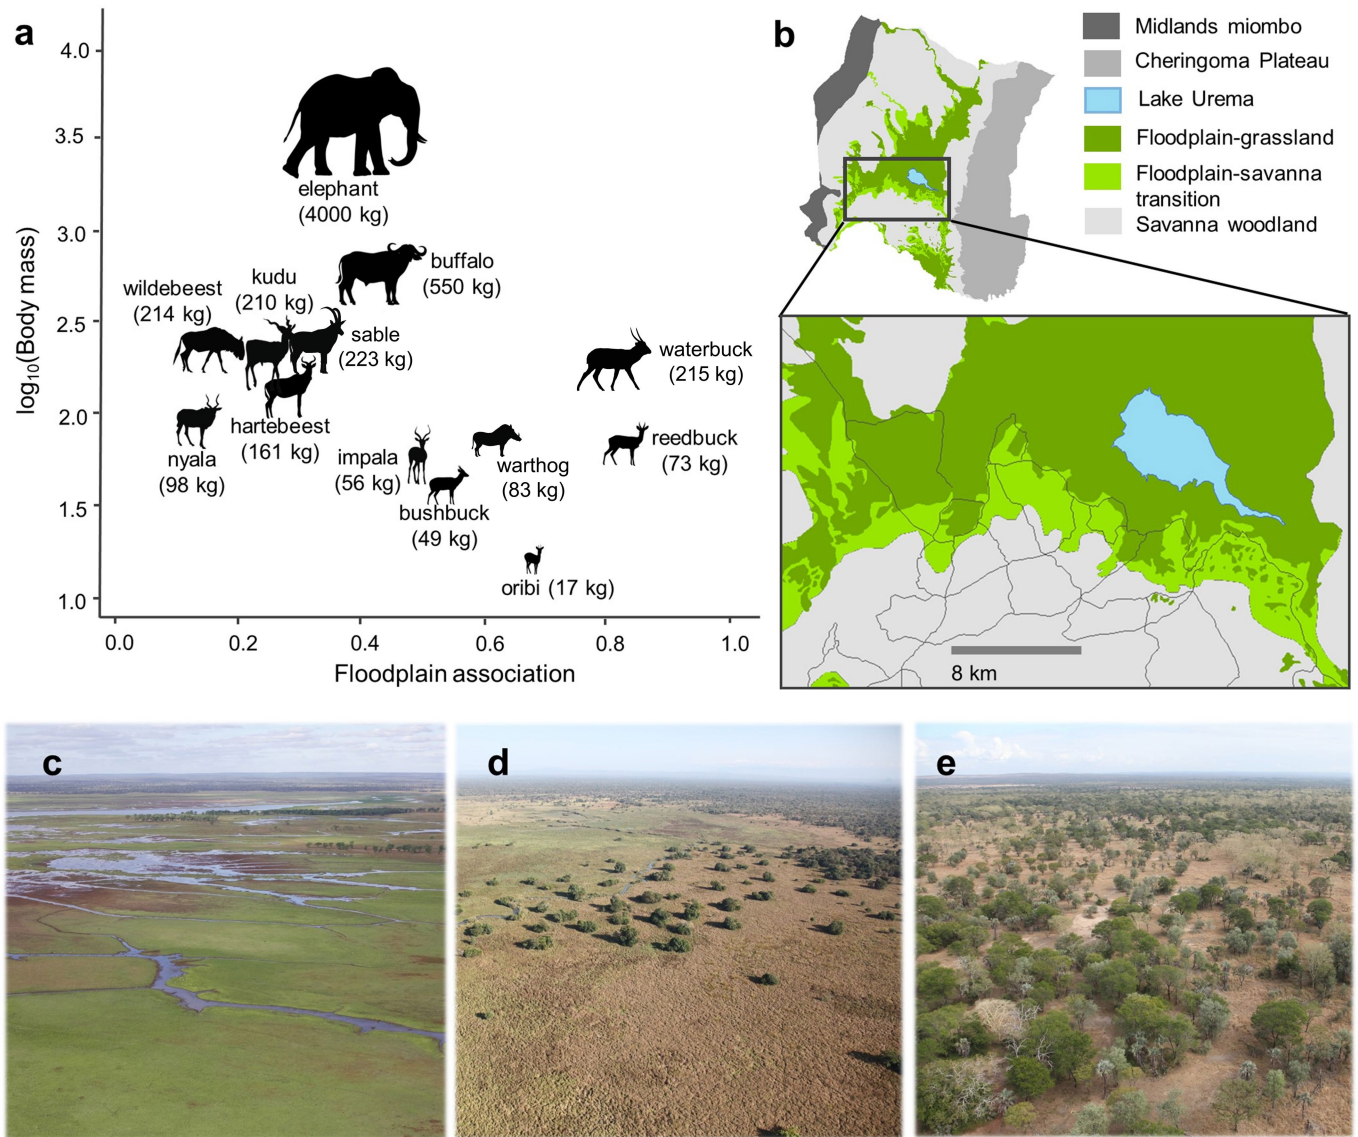 a
4.0
3.5
3.0
2.5
2.0
1.5
1.0
log10(Body mass)
elephant
(4000 kg)
buffalo
(550 kg)
kudu
(210 kg)
wildebeest
(214 kg)
sable
(223 kg)
waterbuck
(215 kg)
hartebeest
(161 kg)
nyala
(98 kg)
impala
(56 kg)
warthog
(83 kg)
reedbuck
(73 kg)
bushbuck
(49 kg)
oribi (17 kg)
0.0 0.2 0.4 0.6 0.8 1.0
Floodplain association
b
Midlands miombo
Cheringoma Plateau
Lake Urema
Floodplain-grassland
Floodplain-savanna
transition
Savanna woodland
8 km
c
d
e